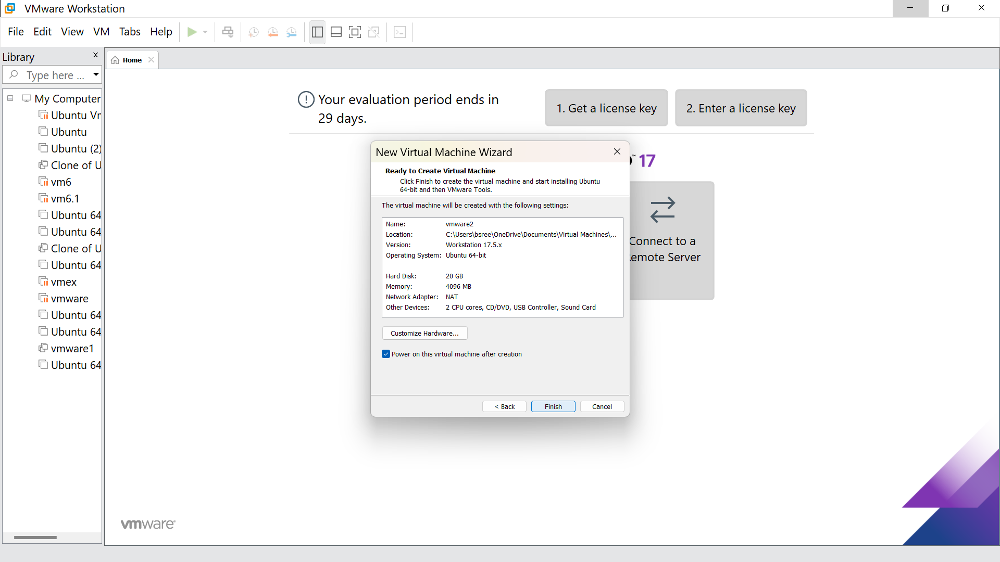 VMware Workstation
File Edit View VM Tabs Help
Library
Type here ...
My Computer
Ubuntu Vr
Ubuntu
Ubuntu (2)
Clone of U
vm6
vm6.1
Ubuntu 64
Ubuntu 64
Clone of U
Ubuntu 64
vmex
vmware
Ubuntu 64
Ubuntu 64
vmware1
Ubuntu 64
Home
Your evaluation period ends in
29 days.
1. Get a license key
2. Enter a license key
™ 17
Connect to a
Remote Server
New Virtual Machine Wizard
Ready to Create Virtual Machine
Click Finish to create the virtual machine and start installing Ubuntu
64-bit and then VMware Tools.
The virtual machine will be created with the following settings:
Name: vmware2
Location: C:\Users\bsree\OneDrive\Documents\Virtual Machines\...
Version: Workstation 17.5.x
Operating System: Ubuntu 64-bit
Hard Disk: 20 GB
Memory: 4096 MB
Network Adapter: NAT
Other Devices: 2 CPU cores, CD/DVD, USB Controller, Sound Card
Customize Hardware...
Power on this virtual machine after creation
< Back
Finish
Cancel
vmware®